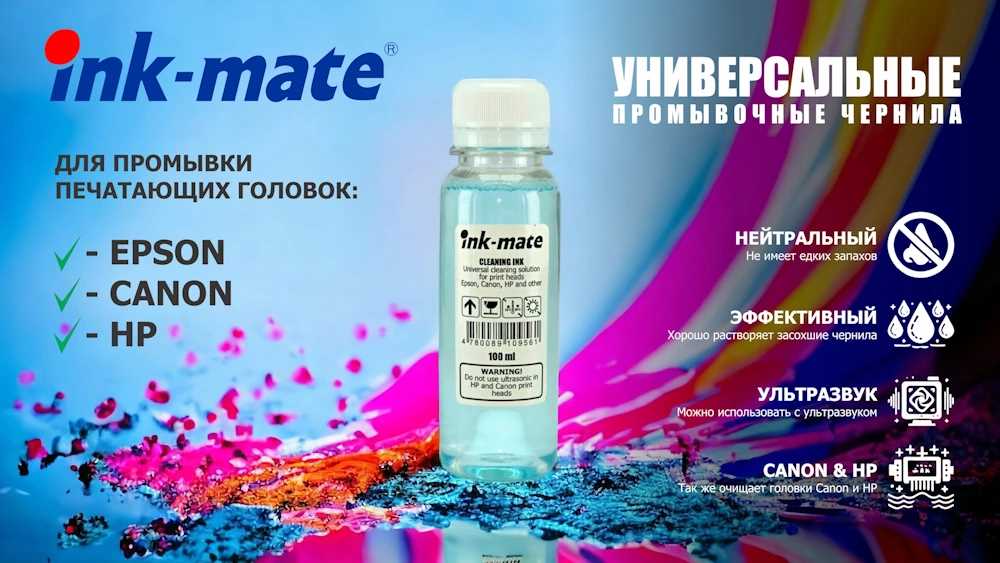 ink-mate®
УНИВЕРСАЛЬНЫЕ
ПРОМЫВОЧНЫЕ ЧЕРНИЛА
ДЛЯ ПРОМЫВКИ
ПЕЧАТАЮЩИХ ГОЛОВОК:
- EPSON
- CANON
- HP
ink-mate
CLEANING INK
Universal cleaning solution
for print heads
Epson, Canon, HP and other
4 780089 109561
100 ml
WARNING!
Do not use ultrasonic in
HP and Canon print
heads
НЕЙТРАЛЬНЫЙ
Не имеет едких запахов
ЭФФЕКТИВНЫЙ
Хорошо растворяет засохшие чернила
УЛЬТРАЗВУК
Можно использовать с ультразвуком
CANON & HP
Так же очищает головки Canon и HP